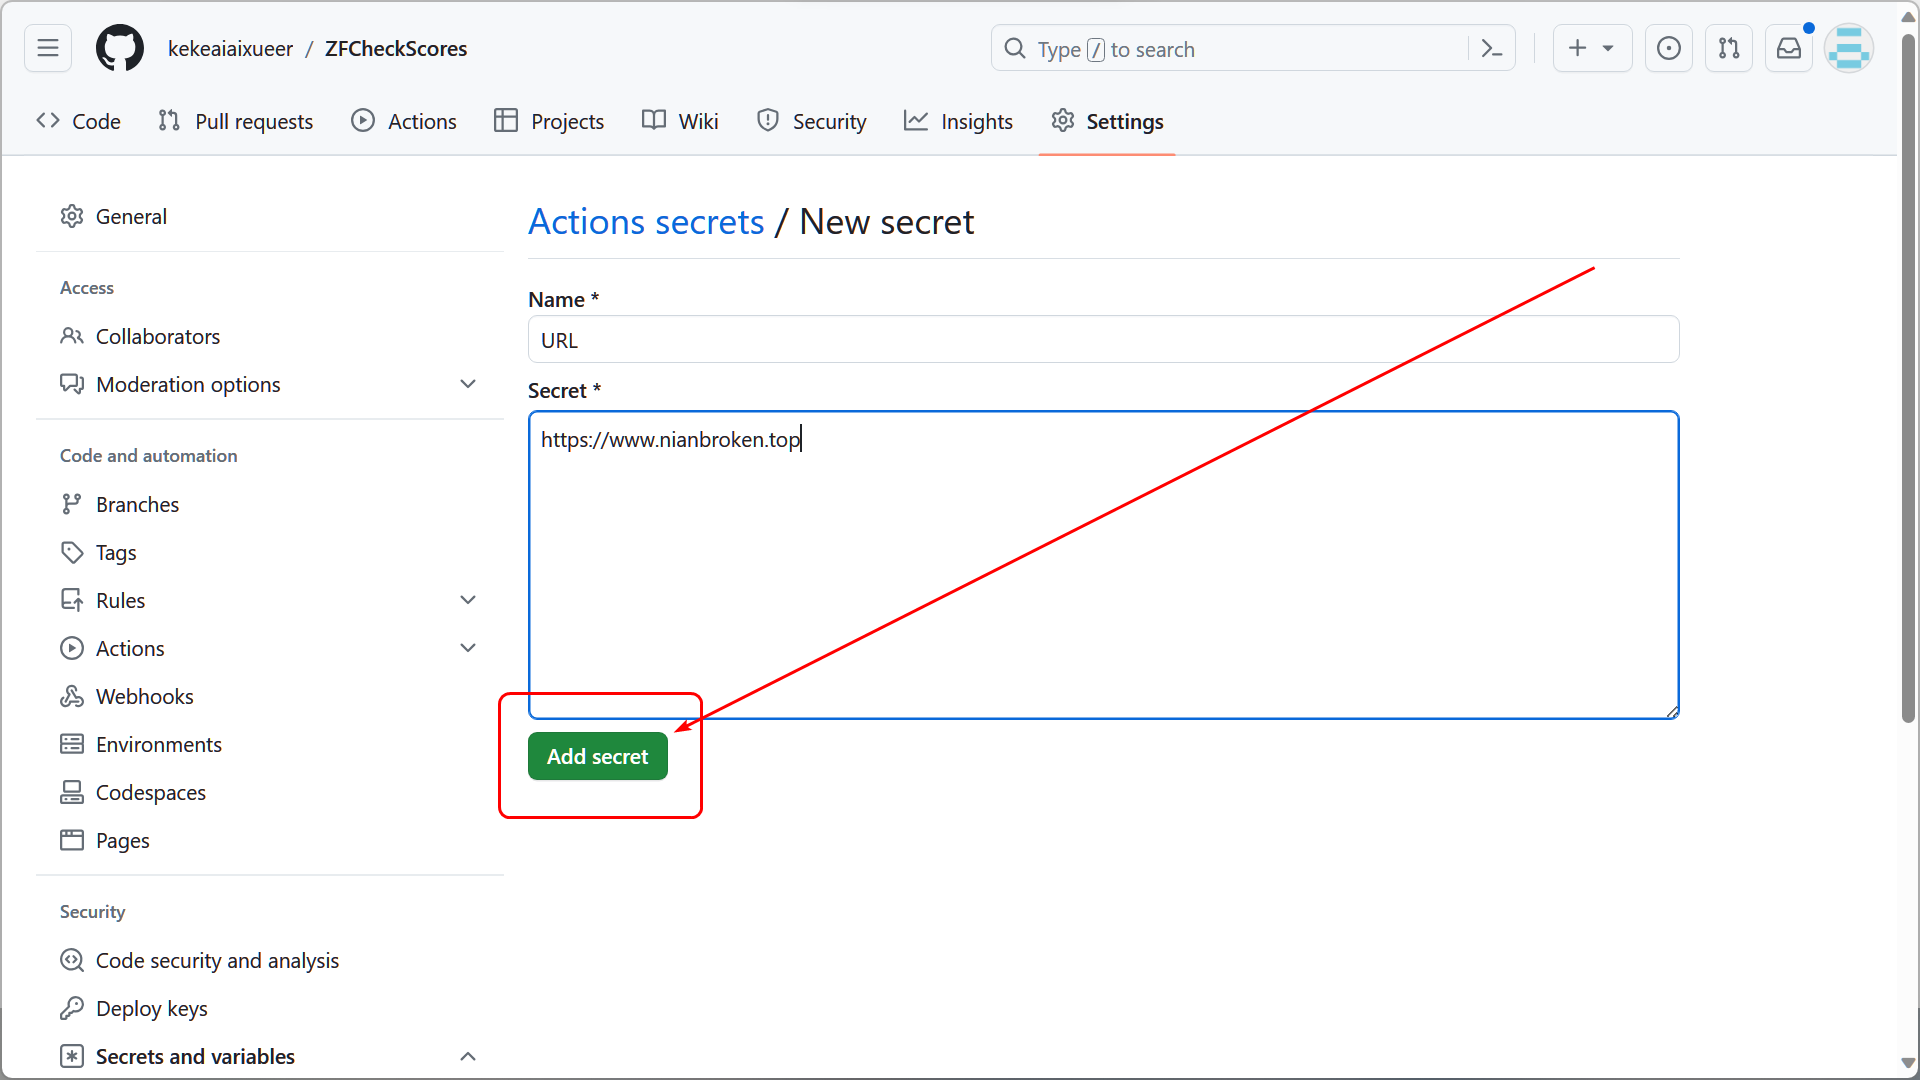 kekeaiaixueer / ZFCheckScores
Type / to search
Code
Pull requests
Actions
Projects
Wiki
Security
Insights
Settings
General
Access
Collaborators
Moderation options
Code and automation
Branches
Tags
Rules
Actions
Webhooks
Environments
Codespaces
Pages
Security
Code security and analysis
Deploy keys
Secrets and variables
Actions secrets / New secret
Name *
URL
Secret *
https://www.nianbroken.top
Add secret